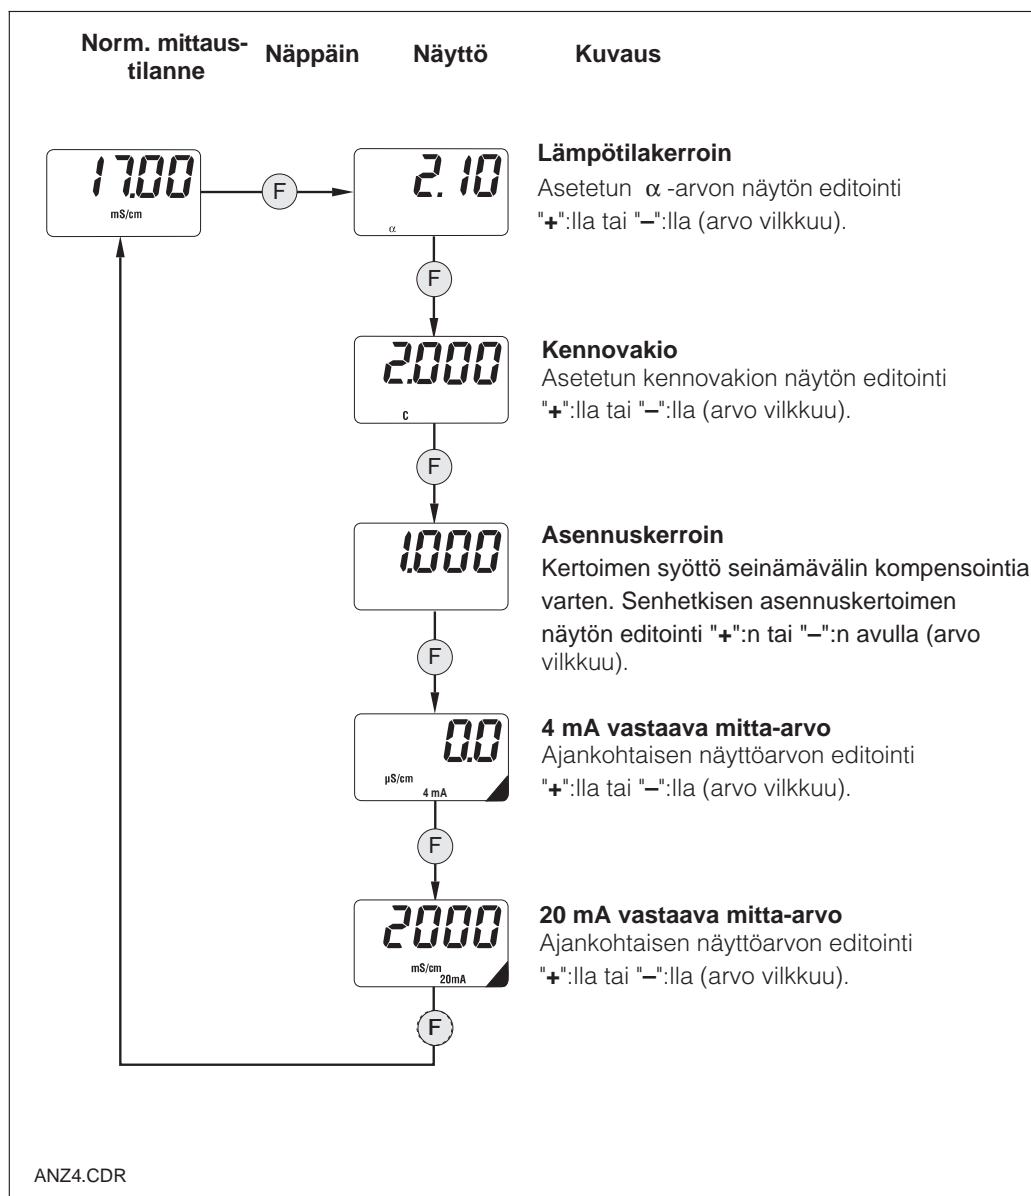 Norm. mittaus-
tilanne
Näppäin
Näyttö
Kuvaus
17.00
mS/cm
F
2.10
α
Lämpötilakerroin
Asetetun α -arvon näytön editointi
"+":lla tai "–":lla (arvo vilkkuu).
F
2.000
C
Kennovakio
Asetetun kennovakion näytön editointi
"+":lla tai "–":lla (arvo vilkkuu).
F
1.000
Asennuskerroin
Kertoimen syöttö seinämävälin kompensointia
varten. Senhetkisen asennuskertoimen
näytön editointi "+":n tai "–":n avulla (arvo
vilkkuu).
F
0.0
µS/cm
4 mA
4 mA vastaava mitta-arvo
Ajankohtaisen näyttöarvon editointi
"+":lla tai "–":lla (arvo vilkkuu).
F
2000
mS/cm
20mA
20 mA vastaava mitta-arvo
Ajankohtaisen näyttöarvon editointi
"+":lla tai "–":lla (arvo vilkkuu).
F
ANZ4.CDR